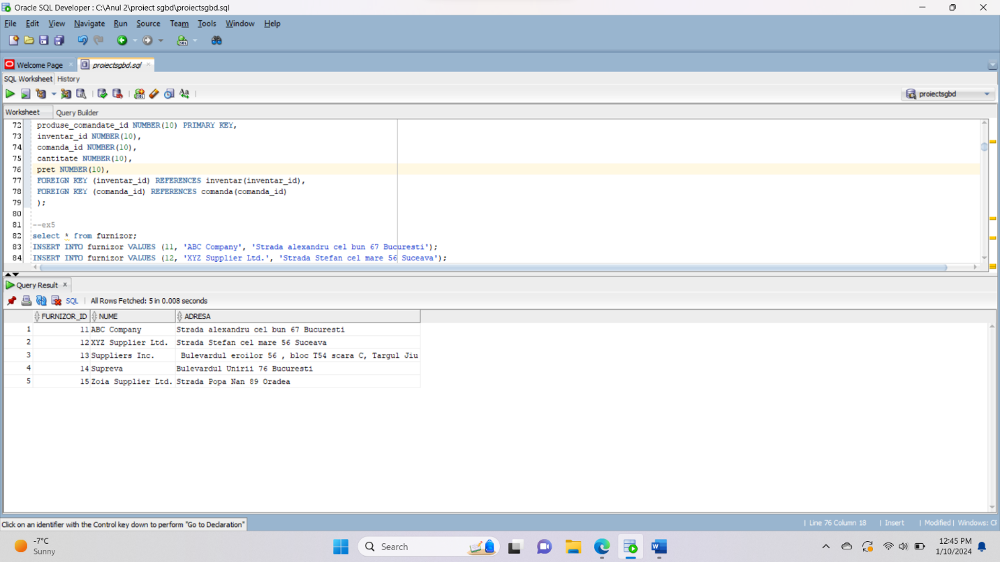 Oracle SQL Developer : C:\Anul 2\proiect sgbd\proiectsgbd.sql
File Edit View Navigate Run Source Team Tools Window Help
Welcome Page proiectsgbd.sql
SQL Worksheet History
proiectsgbd
Worksheet Query Builder
72 produse_comandate_id NUMBER(10) PRIMARY KEY,
73 inventar_id NUMBER(10),
74 comanda_id NUMBER(10),
75 cantitate NUMBER(10),
76 pret NUMBER(10),
77 FOREIGN KEY (inventar_id) REFERENCES inventar(inventar_id),
78 FOREIGN KEY (comanda_id) REFERENCES comanda(comanda_id)
79 );
80
81 --ex5
82 select * from furnizor;
83 INSERT INTO furnizor VALUES (11, 'ABC Company', 'Strada alexandru cel bun 67 Bucuresti');
84 INSERT INTO furnizor VALUES (12, 'XYZ Supplier Ltd.', 'Strada Stefan cel mare 56 Suceava');
Query Result
SQL | All Rows Fetched: 5 in 0.008 seconds
FURNIZOR_ID NUME ADRESA
1 11 ABC Company Strada alexandru cel bun 67 Bucuresti
2 12 XYZ Supplier Ltd. Strada Stefan cel mare 56 Suceava
3 13 Suppliers Inc. Bulevardul eroilor 56 , bloc T54 scara C, Targul Jiu
4 14 Supreva Bulevardul Unirii 76 Bucuresti
5 15 Zoia Supplier Ltd. Strada Popa Nan 89 Oradea
Click on an identifier with the Control key down to perform "Go to Declaration"
| Line 76 Column 18 | Insert | Modified | Windows: C
-7°C
Sunny
Search
12:45 PM
1/10/2024